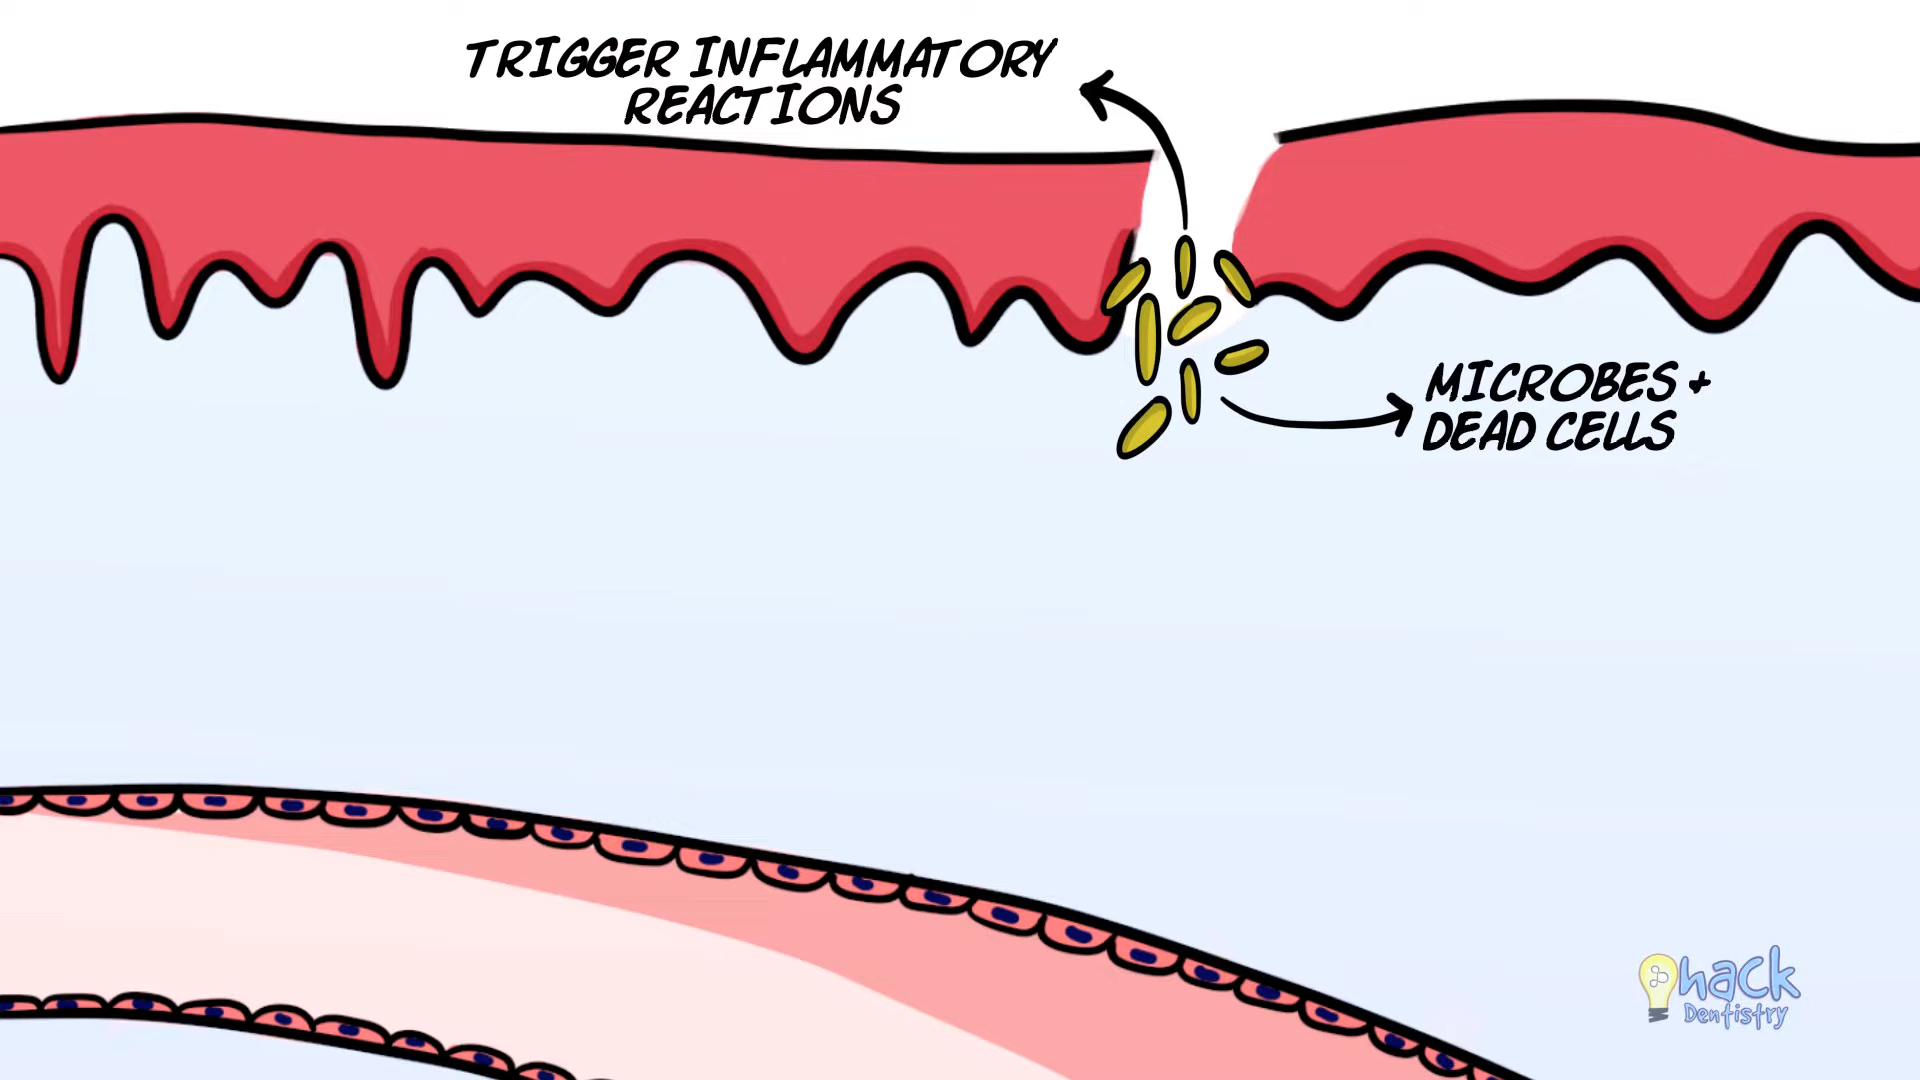 TRIGGER INFLAMMATORY
REACTIONS
MICROBES +
DEAD CELLS
hack
Dentistry